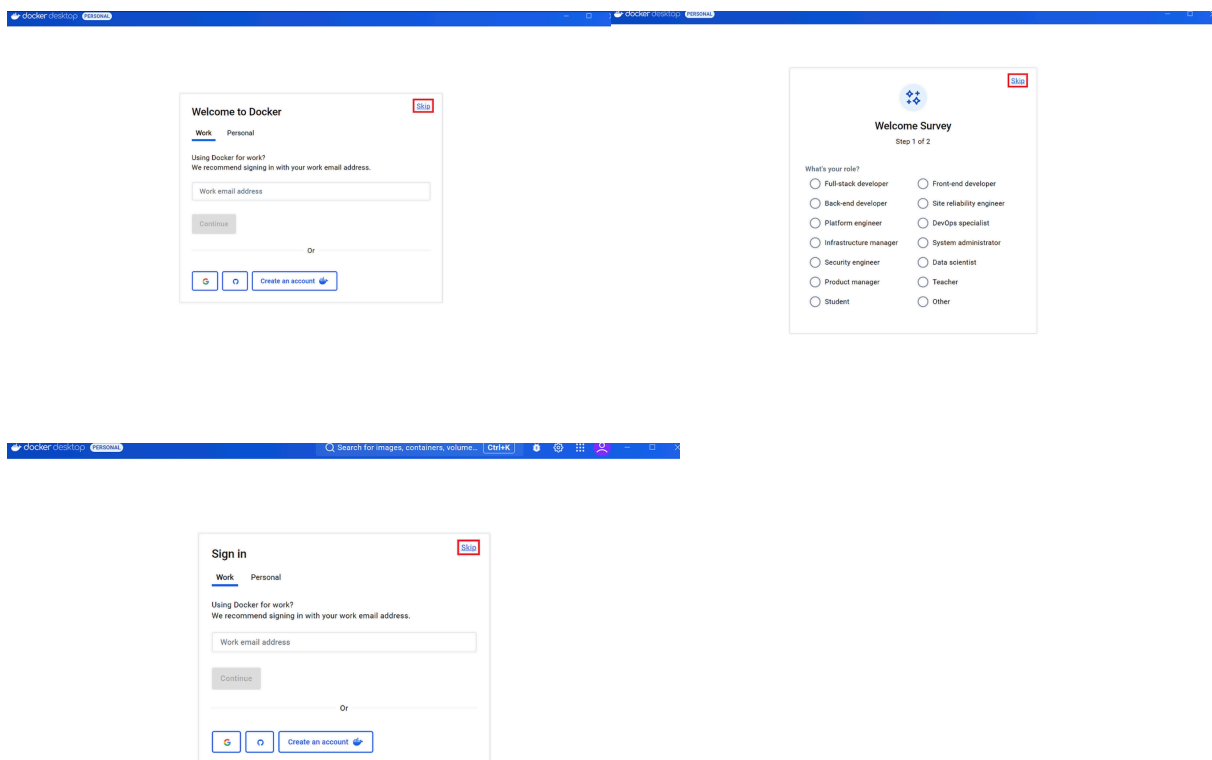 docker desktop PERSONAL
Welcome to Docker
Skip
Work Personal
Using Docker for work?
We recommend signing in with your work email address.
Work email address
Continue
Or
G
Create an account
docker desktop PERSONAL
Skip
Welcome Survey
Step 1 of 2
What's your role?
Full-stack developer Front-end developer
Back-end developer Site reliability engineer
Platform engineer DevOps specialist
Infrastructure manager System administrator
Security engineer Data scientist
Product manager Teacher
Student Other
docker desktop PERSONAL Search for images, containers, volume... Ctrl+K
Sign in
Skip
Work Personal
Using Docker for work?
We recommend signing in with your work email address.
Work email address
Continue
Or
G
Create an account